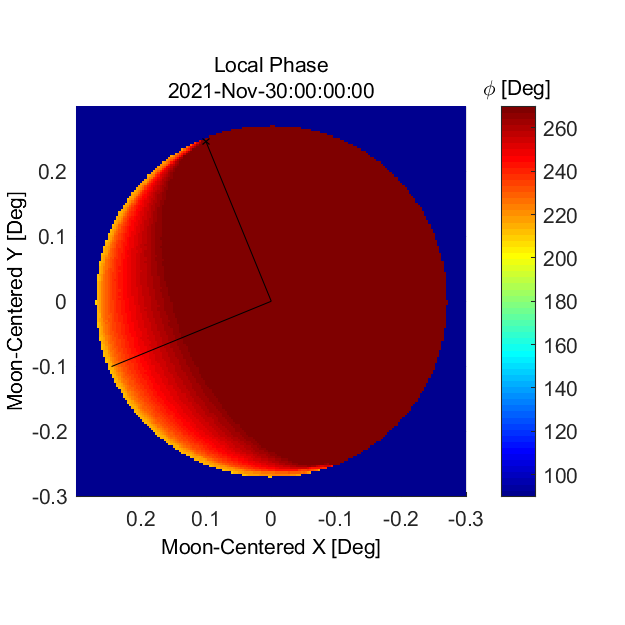 Local Phase
2021-Nov-30:00:00:00
ϕ [Deg]
Moon-Centered Y [Deg]
0.2
0.1
0
-0.1
-0.2
-0.3
0.2 0.1 0 -0.1 -0.2 -0.3
Moon-Centered X [Deg]
260
240
220
200
180
160
140
120
100